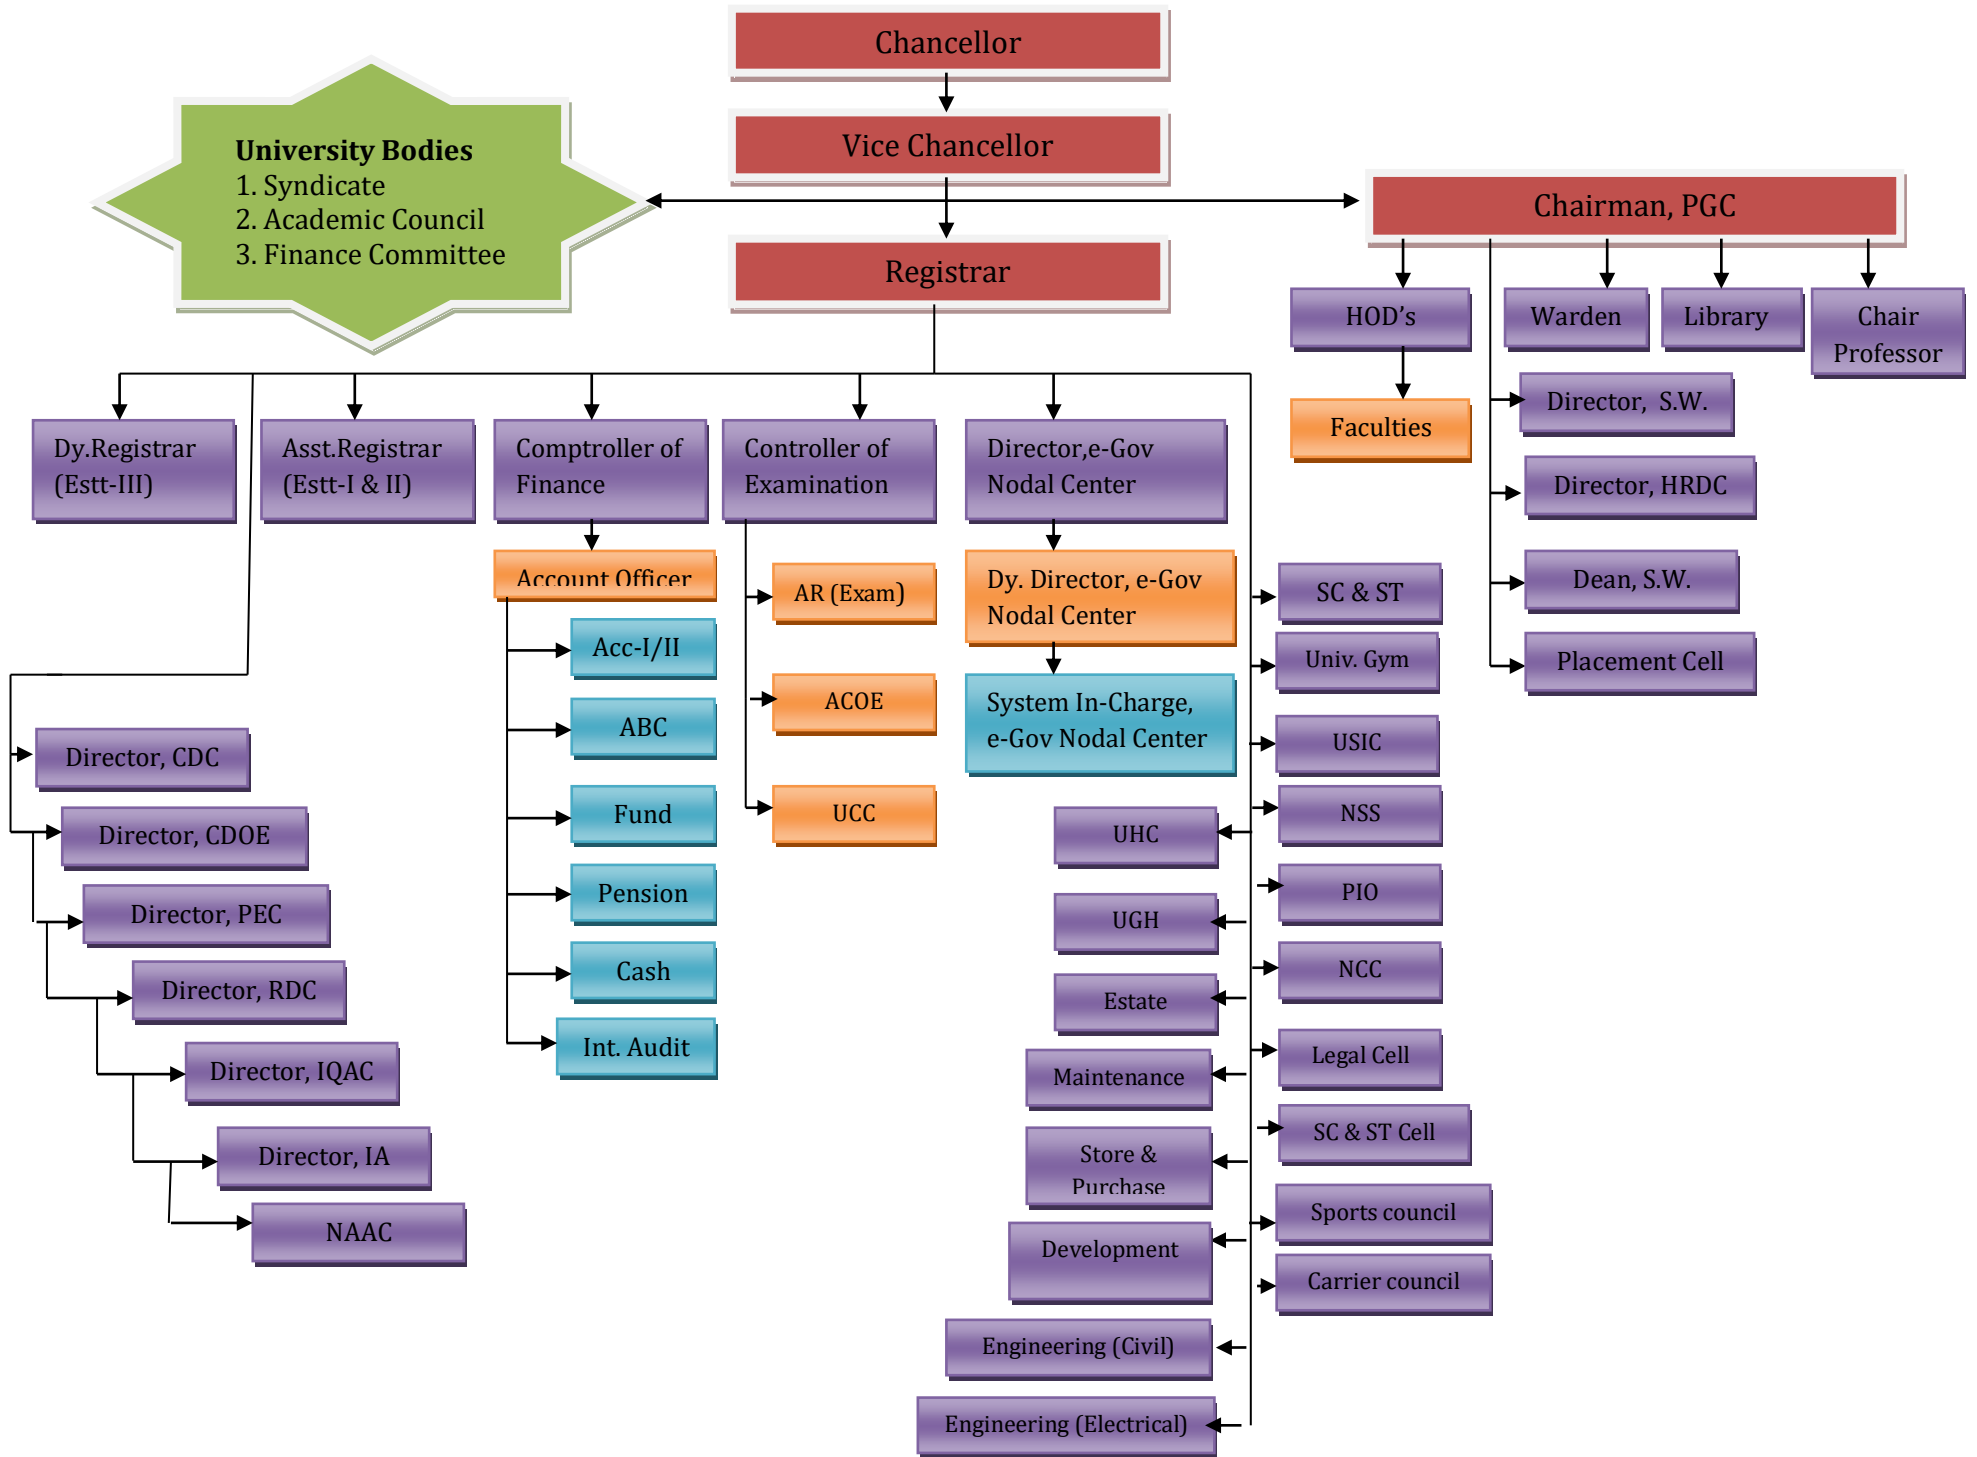 Chancellor
Vice Chancellor
University Bodies
1. Syndicate
2. Academic Council
3. Finance Committee
Chairman, PGC
Registrar
HOD's
Warden
Library
Chair
Professor
Faculties
Director,  S.W.
Director, HRDC
Dean, S.W.
Placement Cell
Dy.Registrar
(Estt-III)
Asst.Registrar
(Estt-I & II)
Comptroller of
Finance
Controller of
Examination
Director,e-Gov
Nodal Center
Account Officer
Acc-I/II
ABC
Fund
Pension
Cash
Int. Audit
AR (Exam)
ACOE
UCC
Dy. Director, e-Gov
Nodal Center
System In-Charge,
e-Gov Nodal Center
Director, CDC
Director, CDOE
Director, PEC
Director, RDC
Director, IQAC
Director, IA
NAAC
UHC
UGH
Estate
Maintenance
Store &
Purchase
Development
Engineering (Civil)
Engineering (Electrical)
SC & ST
Univ. Gym
USIC
NSS
PIO
NCC
Legal Cell
SC & ST Cell
Sports council
Carrier council